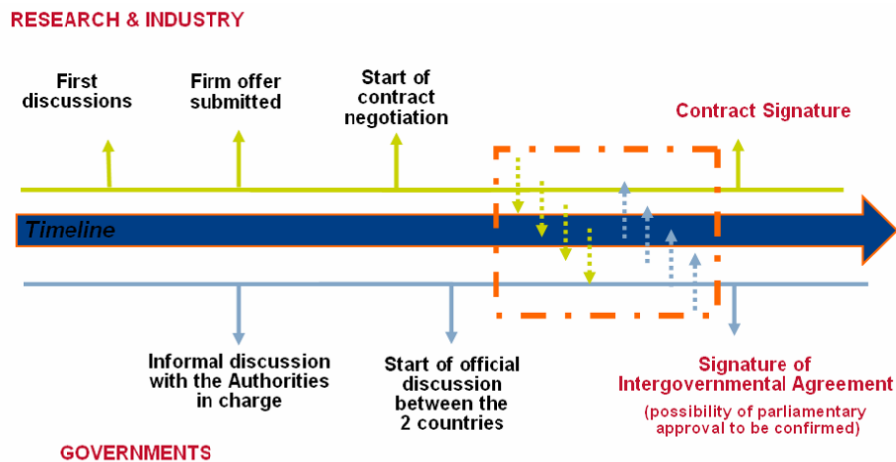 RESEARCH & INDUSTRY
First
discussions
Firm offer
submitted
Start of
contract
negotiation
Contract Signature
Timeline
Informal discussion
with the Authorities
in charge
Start of official
discussion
between the
2 countries
Signature of
Intergovernmental Agreement
(possibility of parliamentary
approval to be confirmed)
GOVERNMENTS